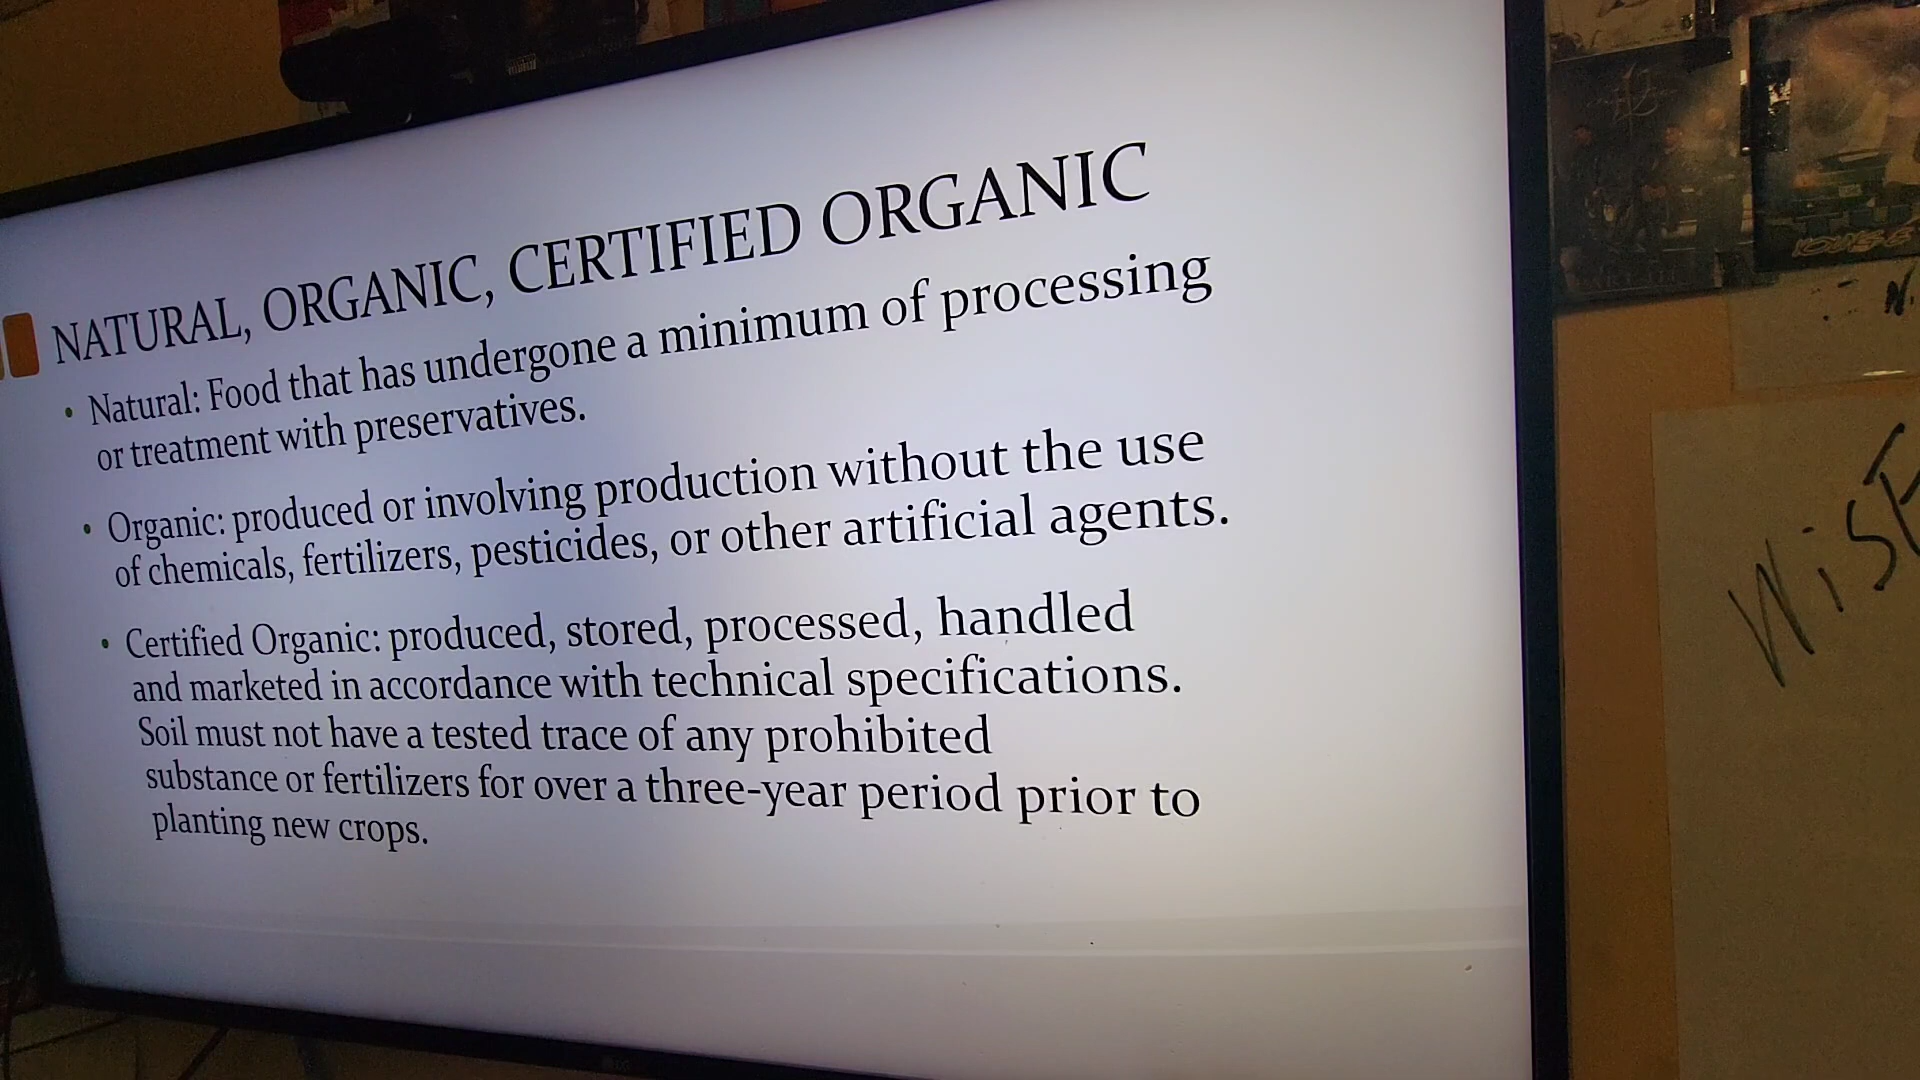 NATURAL, ORGANIC, CERTIFIED ORGANIC
• Natural: Food that has undergone a minimum of processing
or treatment with preservatives.
• Organic: produced or involving production without the use
of chemicals, fertilizers, pesticides, or other artificial agents.
• Certified Organic: produced, stored, processed, handled
and marketed in accordance with technical specifications.
Soil must not have a tested trace of any prohibited
substance or fertilizers for over a three-year period prior to
planting new crops.
N.
WiSE